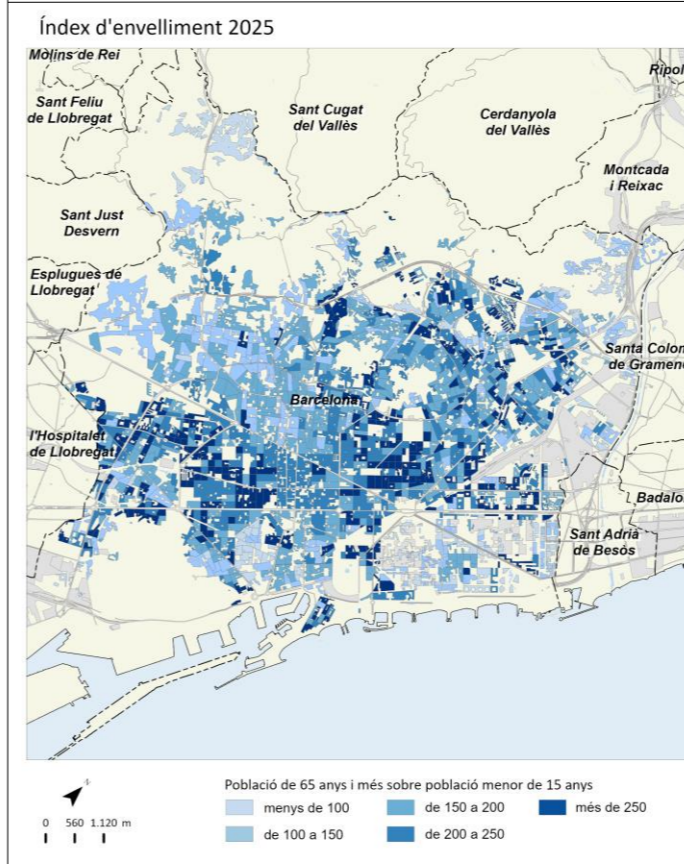 Índex d'envelliment 2025
Molins de Rei
Ripol
Sant Feliu
de Llobregat
Sant Cugat
del Vallès
Cerdanyola
del Vallès
Montcada
i Reixac
Sant Just
Desvern
Esplugues de
Llobregat
Santa Colom
de Gramene
Barcelona
l'Hospitalet
de Llobregat
Badalon
Sant Adrià
de Besòs
Població de 65 anys i més sobre població menor de 15 anys
menys de 100
de 150 a 200
més de 250
de 100 a 150
de 200 a 250
0 560 1.120 m